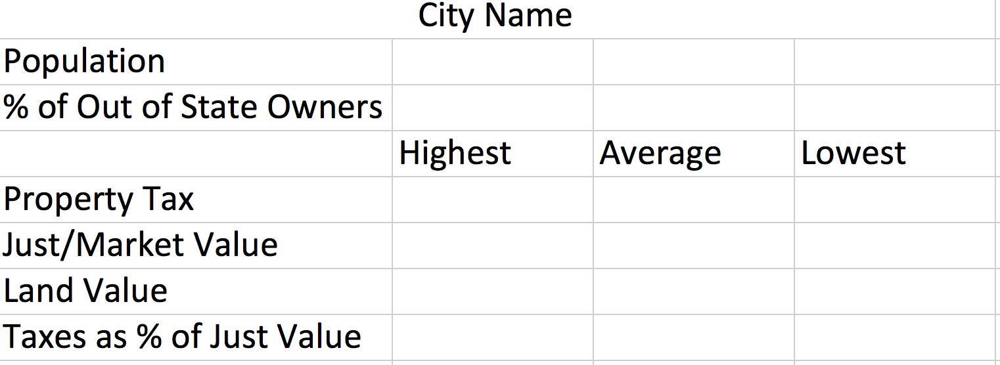 City Name
Population
% of Out of State Owners
Highest Average Lowest
Property Tax
Just/Market Value
Land Value
Taxes as % of Just Value